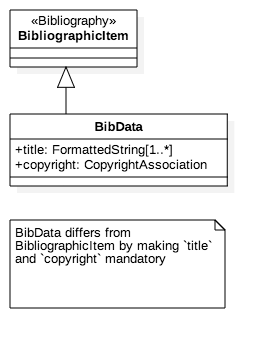 «Bibliography»
BibliographicItem
BibData
+title: FormattedString[1..*]
+copyright: CopyrightAssociation
BibData differs from
BibliographicItem by making `title`
and `copyright` mandatory